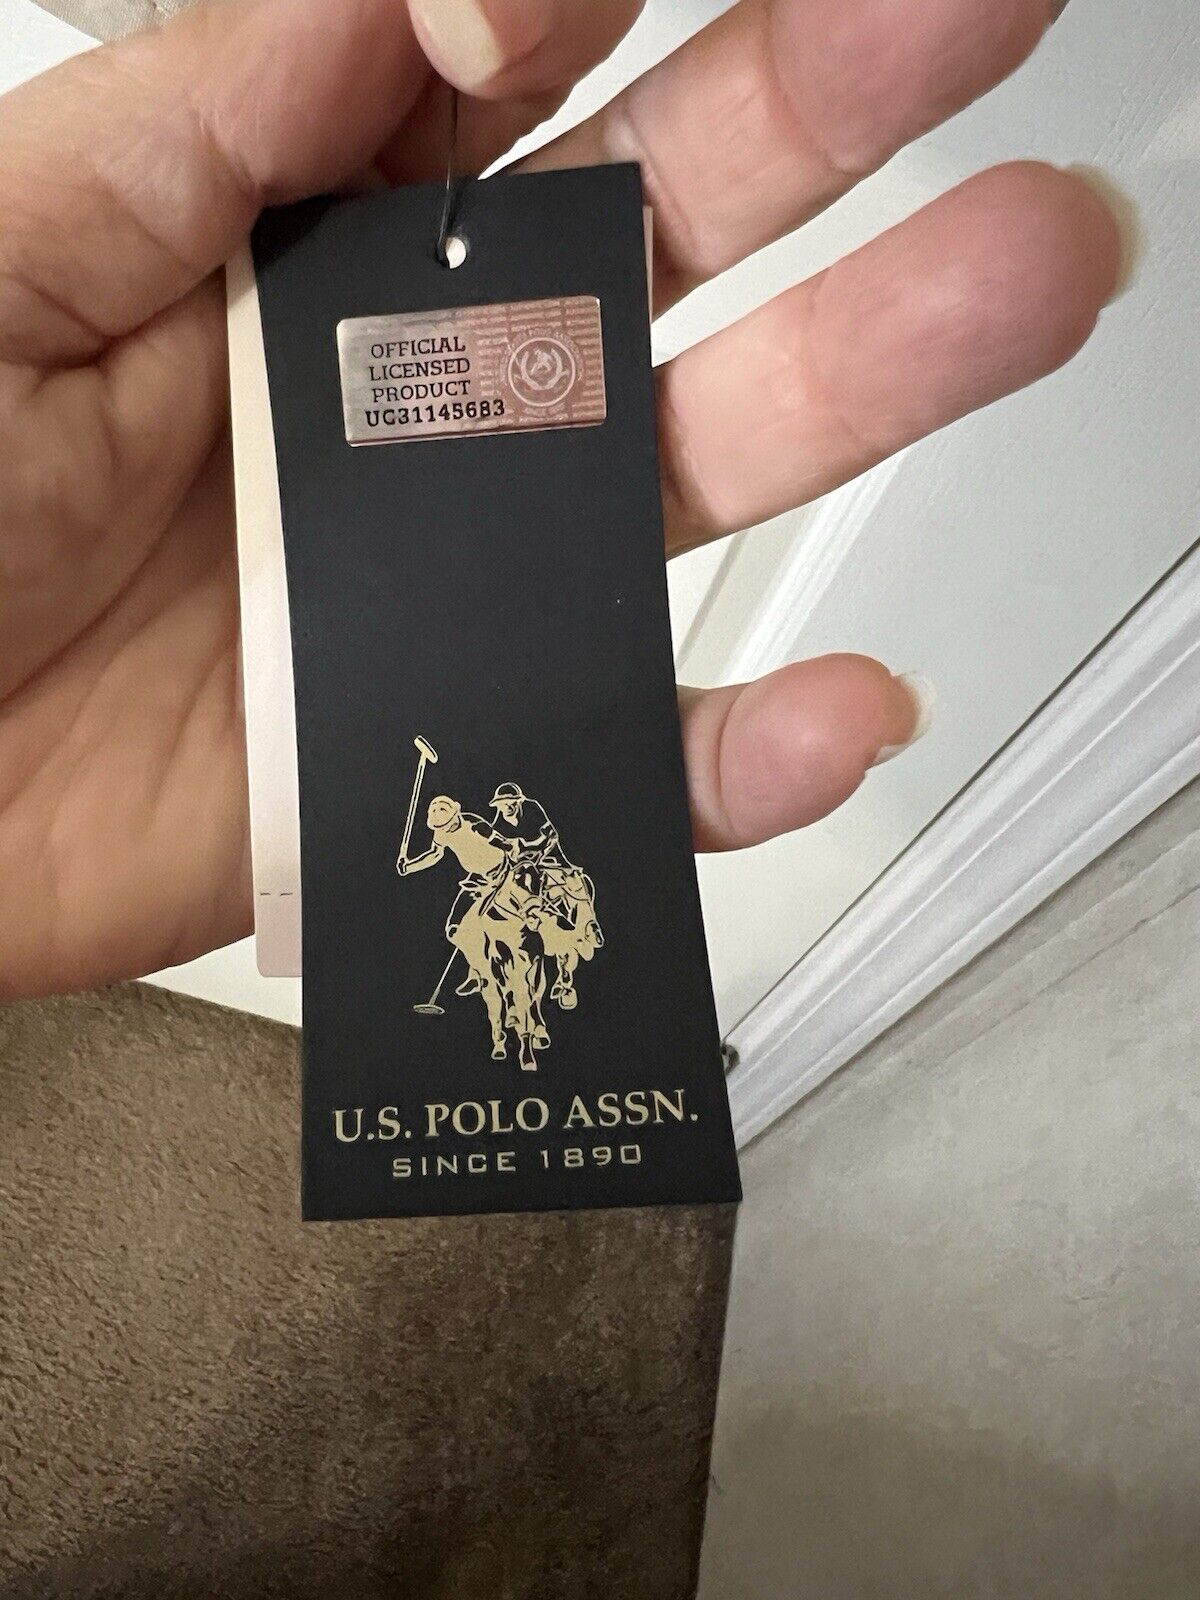 OFFICIAL
LICENSED
PRODUCT
UC31145683
U.S. POLO ASSN.
SINCE 1890